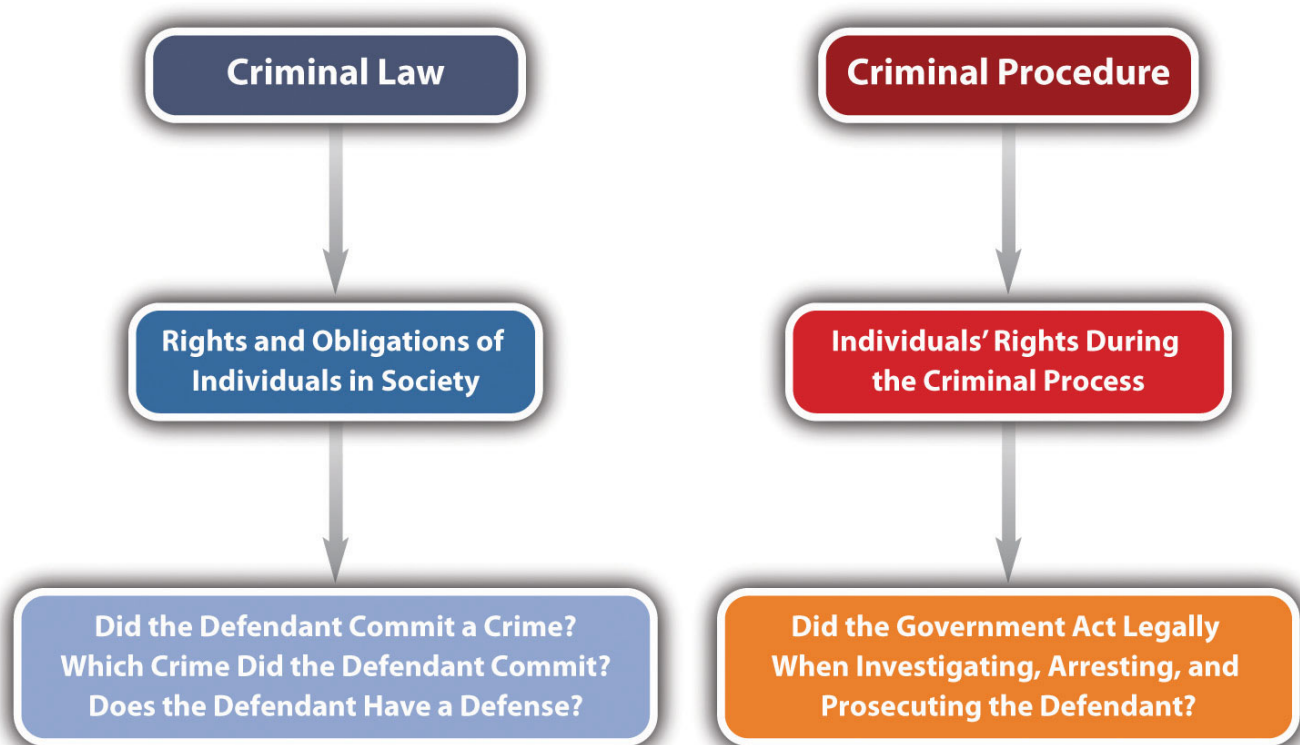 Criminal Law
Criminal Procedure
Rights and Obligations of
Individuals in Society
Individuals' Rights During
the Criminal Process
Did the Defendant Commit a Crime?
Which Crime Did the Defendant Commit?
Does the Defendant Have a Defense?
Did the Government Act Legally
When Investigating, Arresting, and
Prosecuting the Defendant?